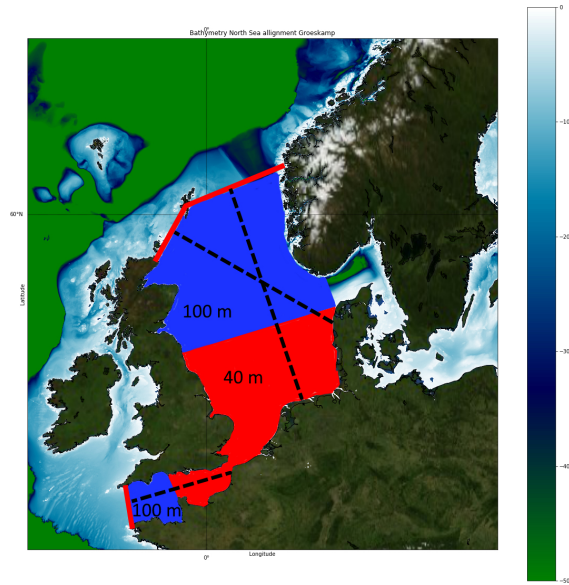 0°
Bathymetry North Sea allignment Groeskamp
0
-10
60°N
-20
Latitude
100 m
-30
40 m
-40
100 m
0°
Longitude
-50